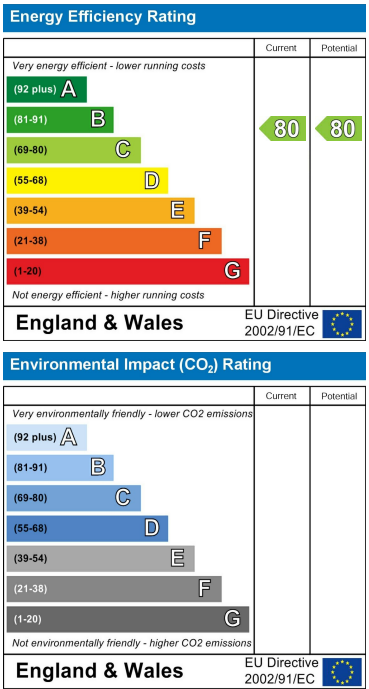 Energy Efficiency Rating
Current Potential
Very energy efficient - lower running costs
(92 plus) A
(81-91) B
80 80
(69-80) C
(55-68) D
(39-54) E
(21-38) F
(1-20) G
Not energy efficient - higher running costs
England & Wales
EU Directive
2002/91/EC
Environmental Impact (CO₂) Rating
Current Potential
Very environmentally friendly - lower CO2 emissions
(92 plus) A
(81-91) B
(69-80) C
(55-68) D
(39-54) E
(21-38) F
(1-20) G
Not environmentally friendly - higher CO2 emissions
England & Wales
EU Directive
2002/91/EC